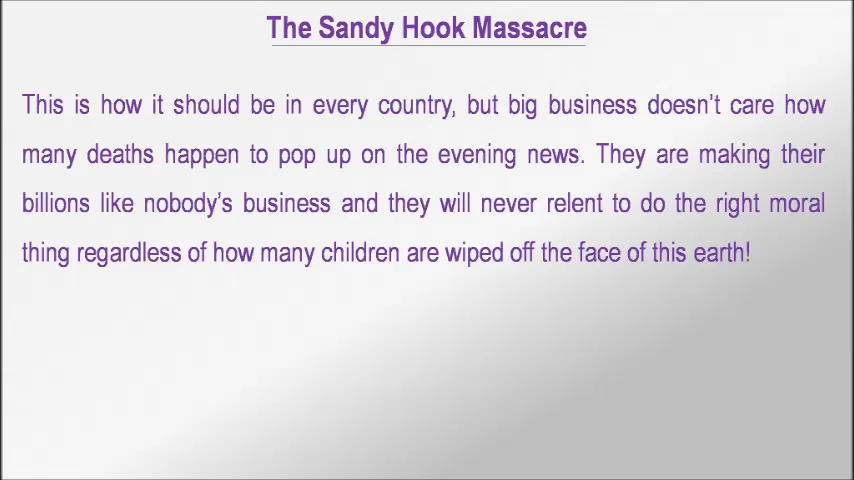 The Sandy Hook Massacre
This is how it should be in every country, but big business doesn’t care how
many deaths happen to pop up on the evening news. They are making their
billions like nobody’s business and they will never relent to do the right moral
thing regardless of how many children are wiped off the face of this earth!